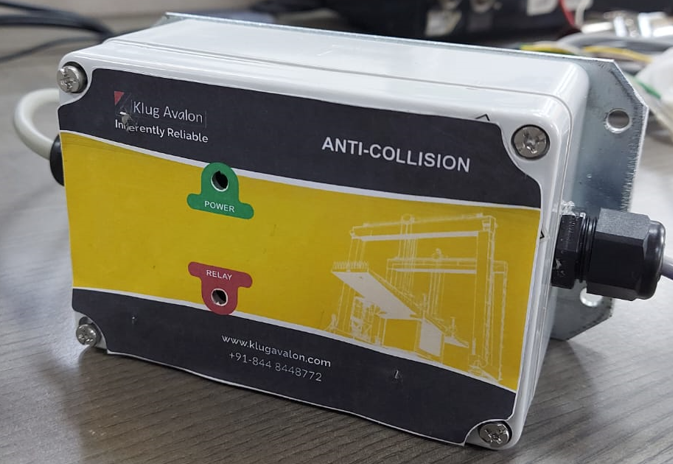 Klug Avalon
Inherently Reliable
ANTI-COLLISION
POWER
RELAY
www.klugavalon.com
+91-844 8448772